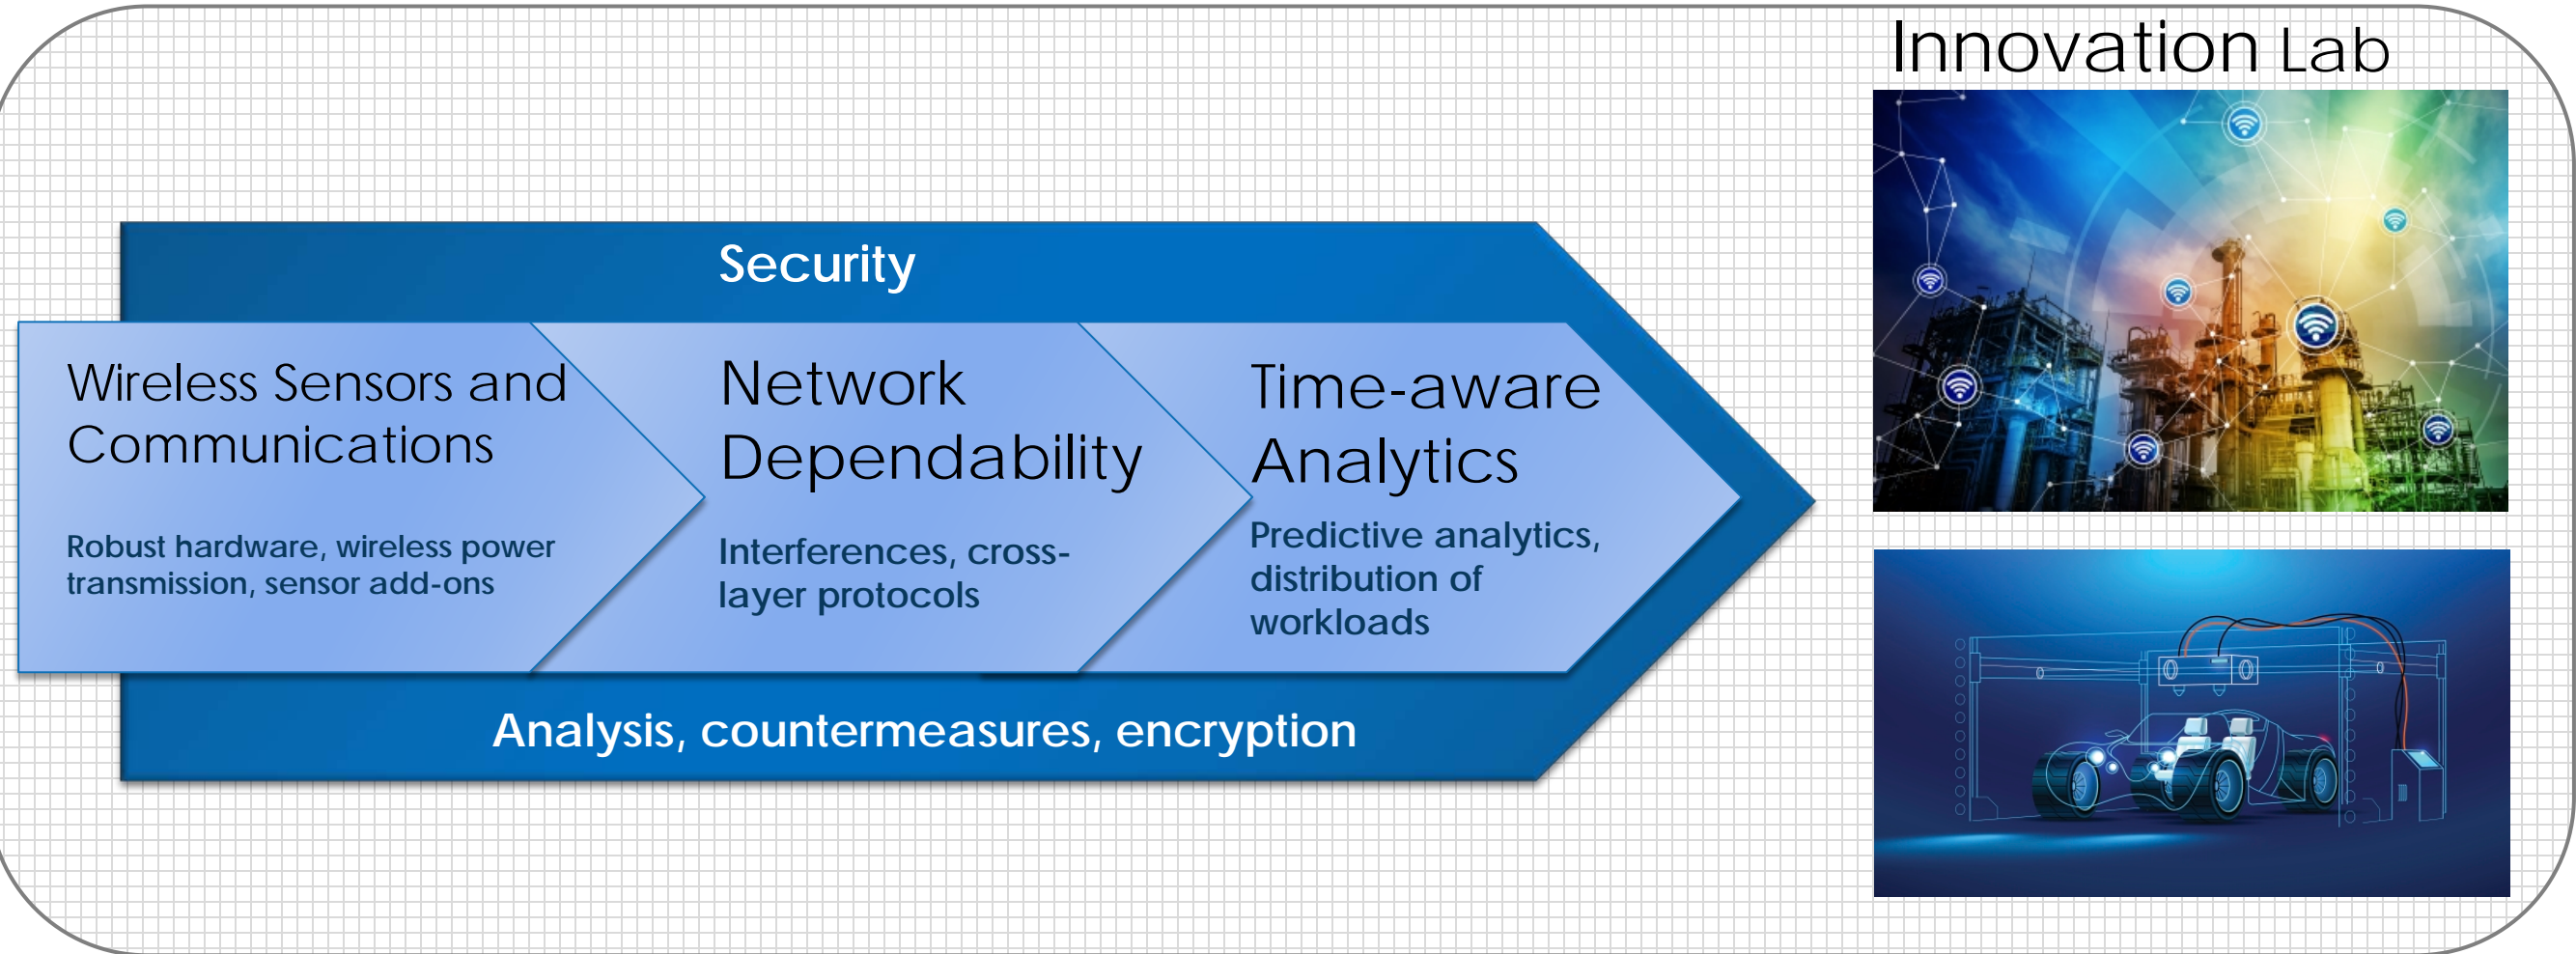 Innovation Lab
Security
Wireless Sensors and
Communications
Robust hardware, wireless power
transmission, sensor add-ons
Network
Dependability
Interferences, cross-
layer protocols
Time-aware
Analytics
Predictive analytics,
distribution of
workloads
Analysis, countermeasures, encryption